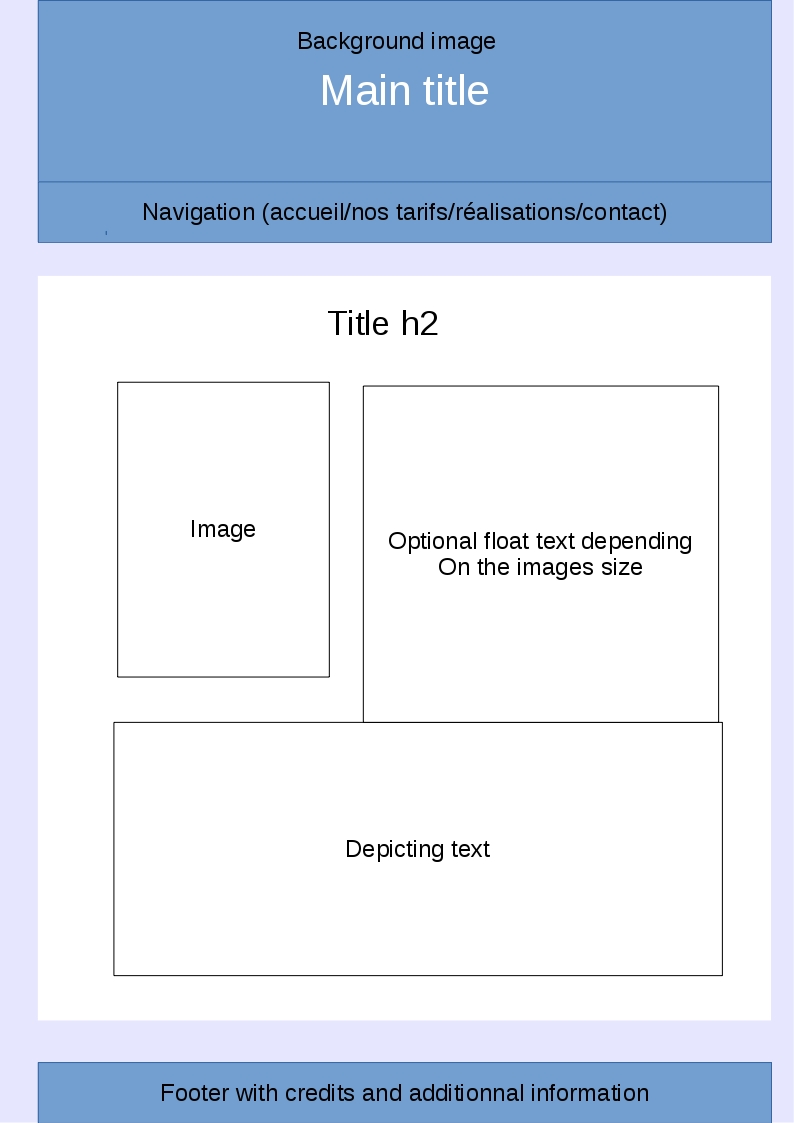 Background image
Main title
Navigation (accueil/nos tarifs/réalisations/contact)
Title h2
Image
Optional float text depending
On the images size
Depicting text
Footer with credits and additionnal information